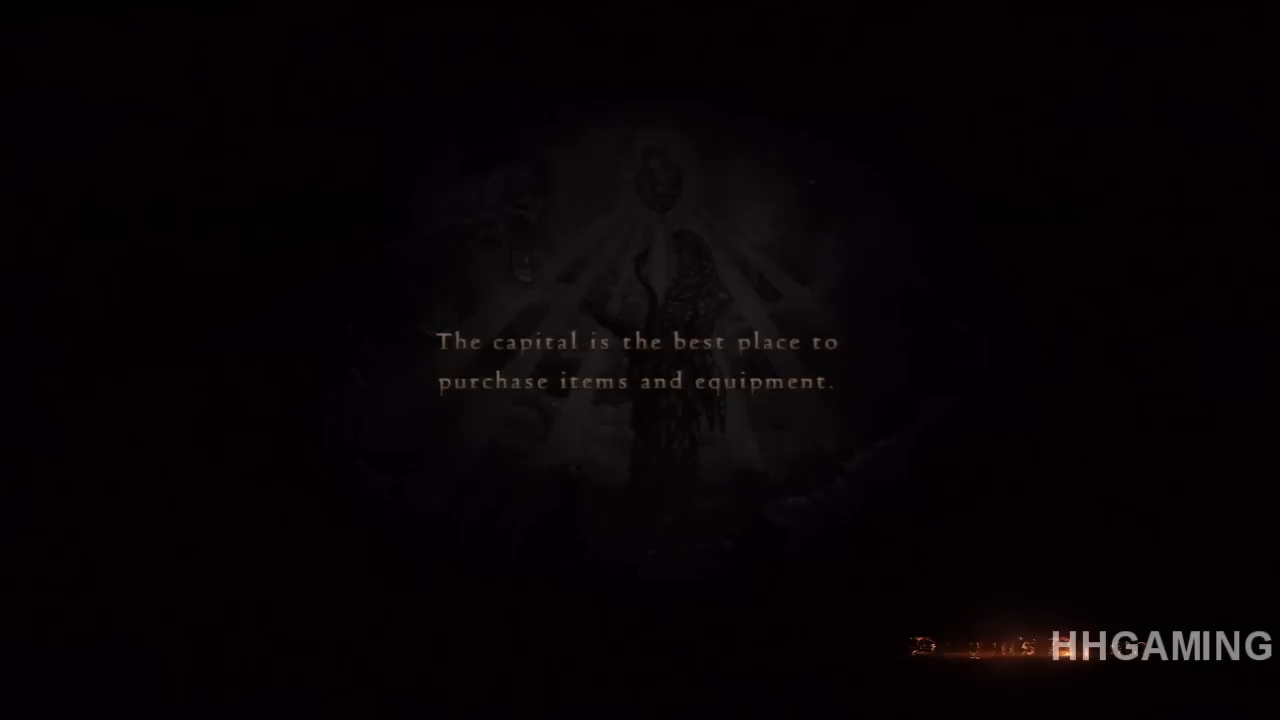 The capital is the best place to
purchase items and equipment.
HHGAMING